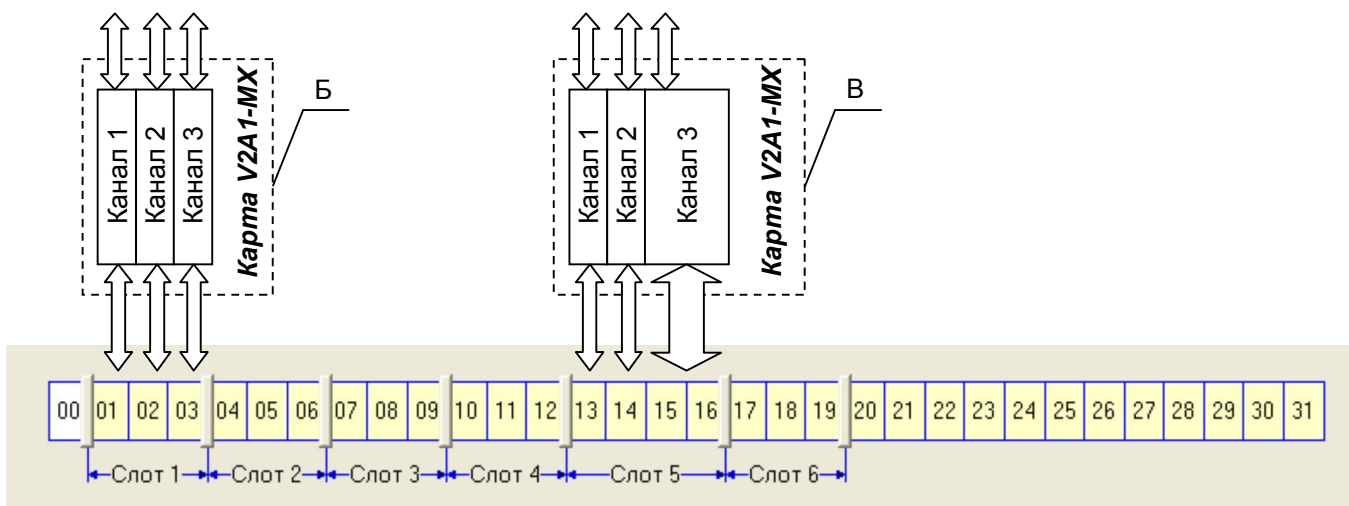 Канал 1
Канал 2
Канал 3
Карта V2A1-MX
Б
Канал 1
Канал 2
Канал 3
Карта V2A1-MX
В
00 01 02 03 04 05 06 07 08 09 10 11 12 13 14 15 16 17 18 19 20 21 22 23 24 25 26 27 28 29 30 31
Слот 1 Слот 2 Слот 3 Слот 4 Слот 5 Слот 6